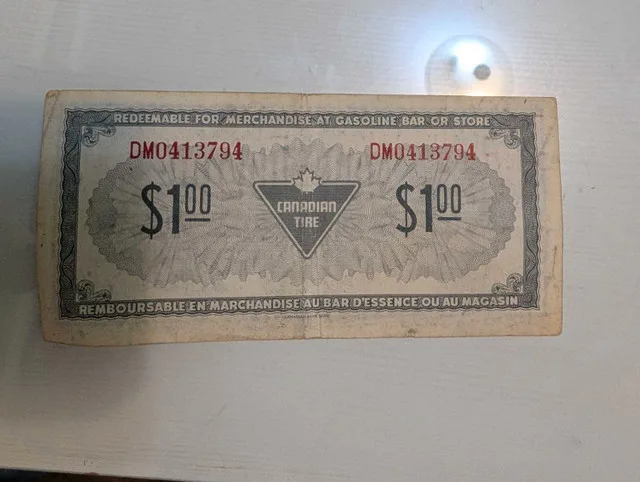 REDEEMABLE FOR MERCHANDISE AT GASOLINE BAR OR STORE
DM0413794 DM0413794
$1.00 CANADIAN TIRE $1.00
REMBOURSABLE EN MARCHANDISE AU BAR D'ESSENCE OU AU MAGASIN